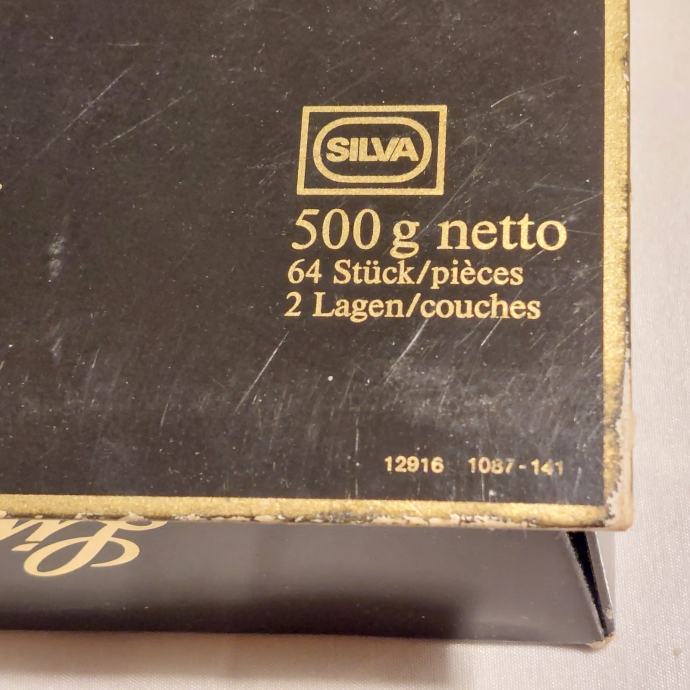 SILVA
500 g netto
64 Stück/pièces
2 Lagen/couches
12916 1087-141